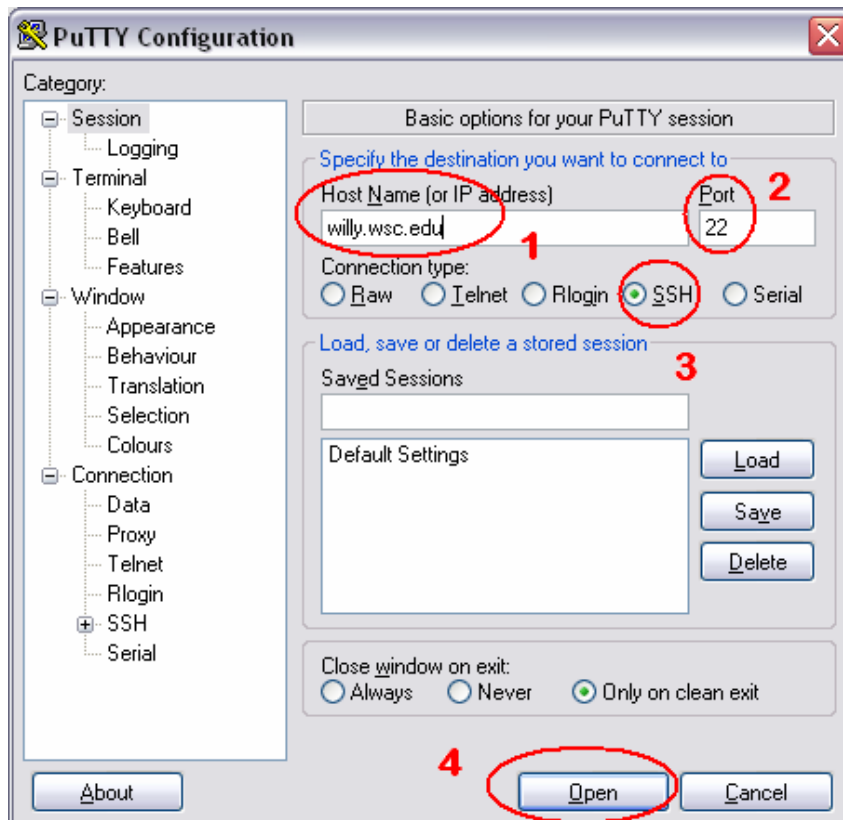 PuTTY Configuration
Category:
Session
Logging
Terminal
Keyboard
Bell
Features
Window
Appearance
Behaviour
Translation
Selection
Colours
Connection
Data
Proxy
Telnet
Rlogin
SSH
Serial
Basic options for your PuTTY session
Specify the destination you want to connect to
Host Name (or IP address) Port 2
willy.wsc.edu 22
1
Connection type:
Raw Telnet Rlogin SSH Serial
Load, save or delete a stored session
3
Saved Sessions
Default Settings
Load
Save
Delete
Close window on exit:
Always Never Only on clean exit
4
About Open Cancel